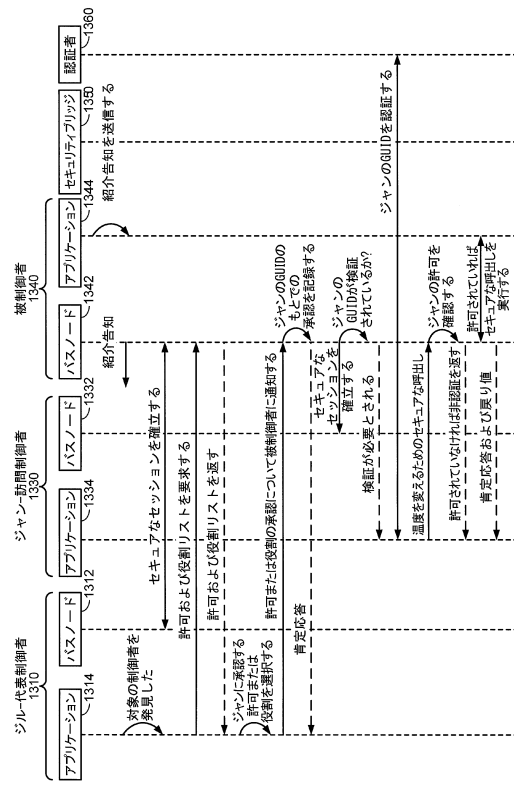 ジルー代表制御者
1310
アプリケーション
1314
バスノード
1312
ジャンー訪問制御者
1330
アプリケーション
1334
バスノード
1332
被制御者
1340
バスノード
1342
アプリケーション
1344
セキュリティブリッジ
1350
認証者
1360
紹介告知を送信する
紹介告知
対象の制御者を
発見した
セキュアなセッションを確立する
許可および役割リストを要求する
許可および役割リストを返す
ジャンに承認する
許可または
役割を選択する
許可または役割の承認について被制御者に通知する
ジャンのGUIDの
もとでの
承認を記録する
肯定応答
セキュアな
セッションを
確立する
ジャンの
GUIDが検証
されているか?
検証が必要とされる
ジャンのGUIDを認証する
温度を変えるためのセキュアな呼出し
ジャンの許可を
確認する
許可されていなければ非認証を返す
許可されていれば
セキュアな呼出しを
実行する
肯定応答および戻り値